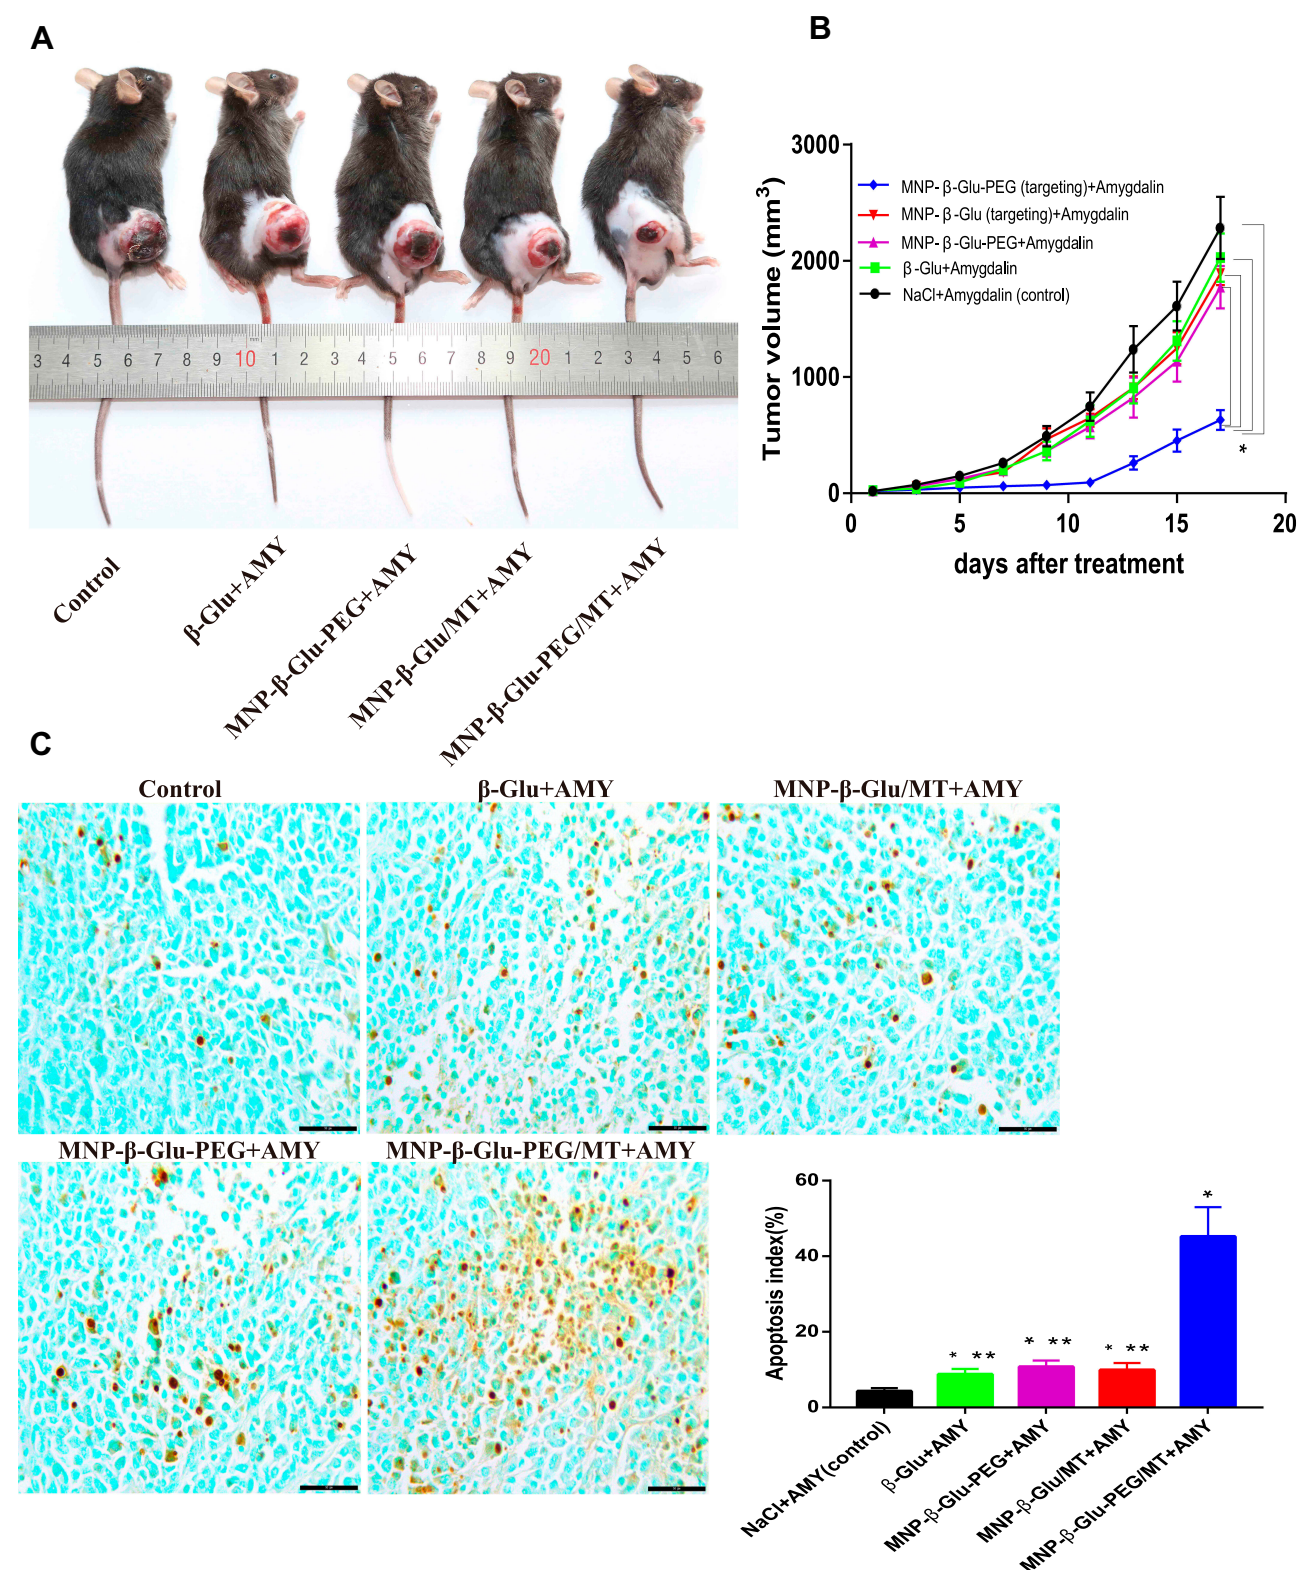 A
3 4 5 6 7 8 9 10 1 2 3 4 5 6 7 8 9 20 1 2 3 4 5 6
mm
Control
β-Glu+AMY
MNP-β-Glu-PEG+AMY
MNP-β-Glu/MT+AMY
MNP-β-Glu-PEG/MT+AMY
B
Tumor volume (mm³)
3000
2000
1000
0
MNP- β-Glu-PEG (targeting)+Amygdalin
MNP- β -Glu (targeting)+Amygdalin
MNP- β -Glu-PEG+Amygdalin
β -Glu+Amygdalin
NaCl+Amygdalin (control)
*
0 5 10 15 20
days after treatment
C
Control
β-Glu+AMY
MNP-β-Glu/MT+AMY
MNP-β-Glu-PEG+AMY
MNP-β-Glu-PEG/MT+AMY
Apoptosis index(%)
60
40
20
0
* **
* **
* **
*
NaCl+AMY(control)
β-Glu+AMY
MNP-β-Glu-PEG+AMY
MNP-β-Glu/MT+AMY
MNP-β-Glu-PEG/MT+AMY